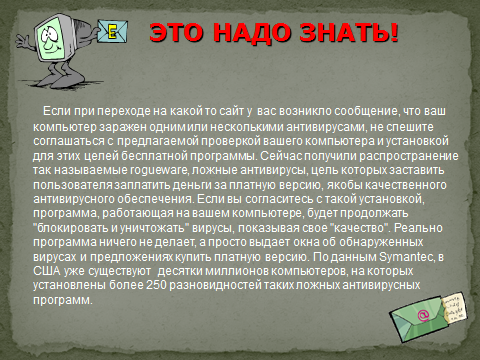 E
ЭТО НАДО ЗНАТЬ!
Если при переходе на какой то сайт у вас возникло сообщение, что ваш
компьютер заражен одним или несколькими антивирусами, не спешите
соглашаться с предлагаемой проверкой вашего компьютера и установкой
для этих целей бесплатной программы. Сейчас получили распространение
так называемые rogueware, ложные антивирусы, цель которых заставить
пользователя заплатить деньги за платную версию, якобы качественного
антивирусного обеспечения. Если вы согласитесь с такой установкой,
программа, работающая на вашем компьютере, будет продолжать
"блокировать и уничтожать" вирусы, показывая свое "качество". Реально
программа ничего не делает, а просто выдает окна об обнаруженных
вирусах и предложениях купить платную версию. По данным Symantec, в
США уже существуют десятки миллионов компьютеров, на которых
установлены более 250 разновидностей таких ложных антивирусных
программ.
@